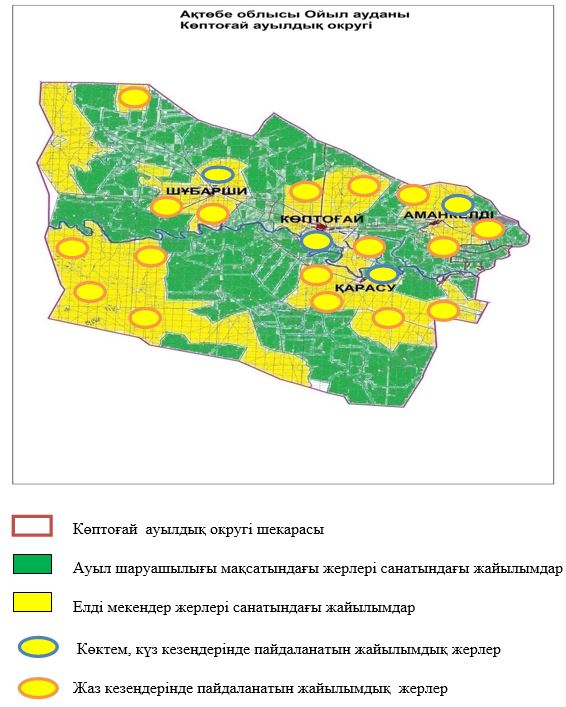 Ақтөбе облысы Ойыл ауданы
Көптоғай ауылдық округі
ШҰБАРШИ
КӨПТОҒАЙ
АМАНКЕЛДІ
ҚАРАСУ
Көптоғай ауылдық округі шекарасы
Ауыл шаруашылығы мақсатындағы жерлері санатындағы жайылымдар
Елді мекендер жерлері санатындағы жайылымдар
Көктем, күз кезеңдерінде пайдаланатын жайылымдық жерлер
Жаз кезеңдерінде пайдаланатын жайылымдық жерлер